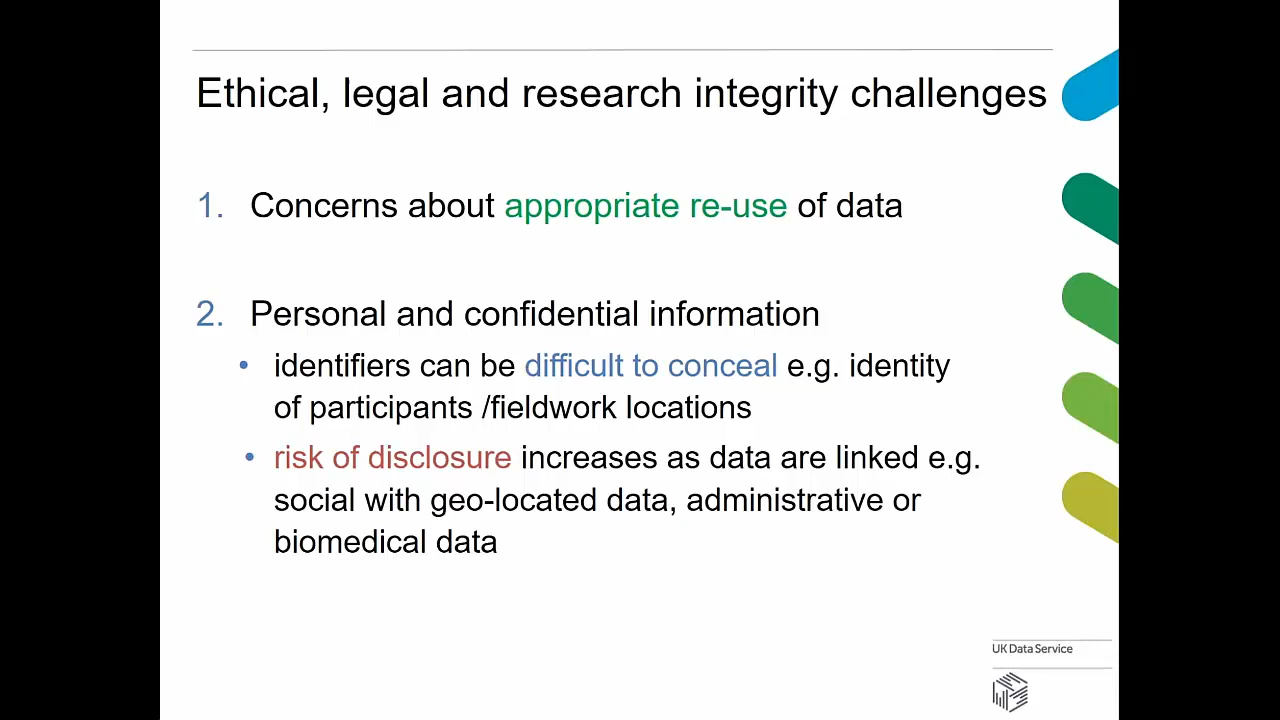 Ethical, legal and research integrity challenges
1. Concerns about appropriate re-use of data
2. Personal and confidential information
• identifiers can be difficult to conceal e.g. identity
of participants /fieldwork locations
• risk of disclosure increases as data are linked e.g.
social with geo-located data, administrative or
biomedical data
UK Data Service